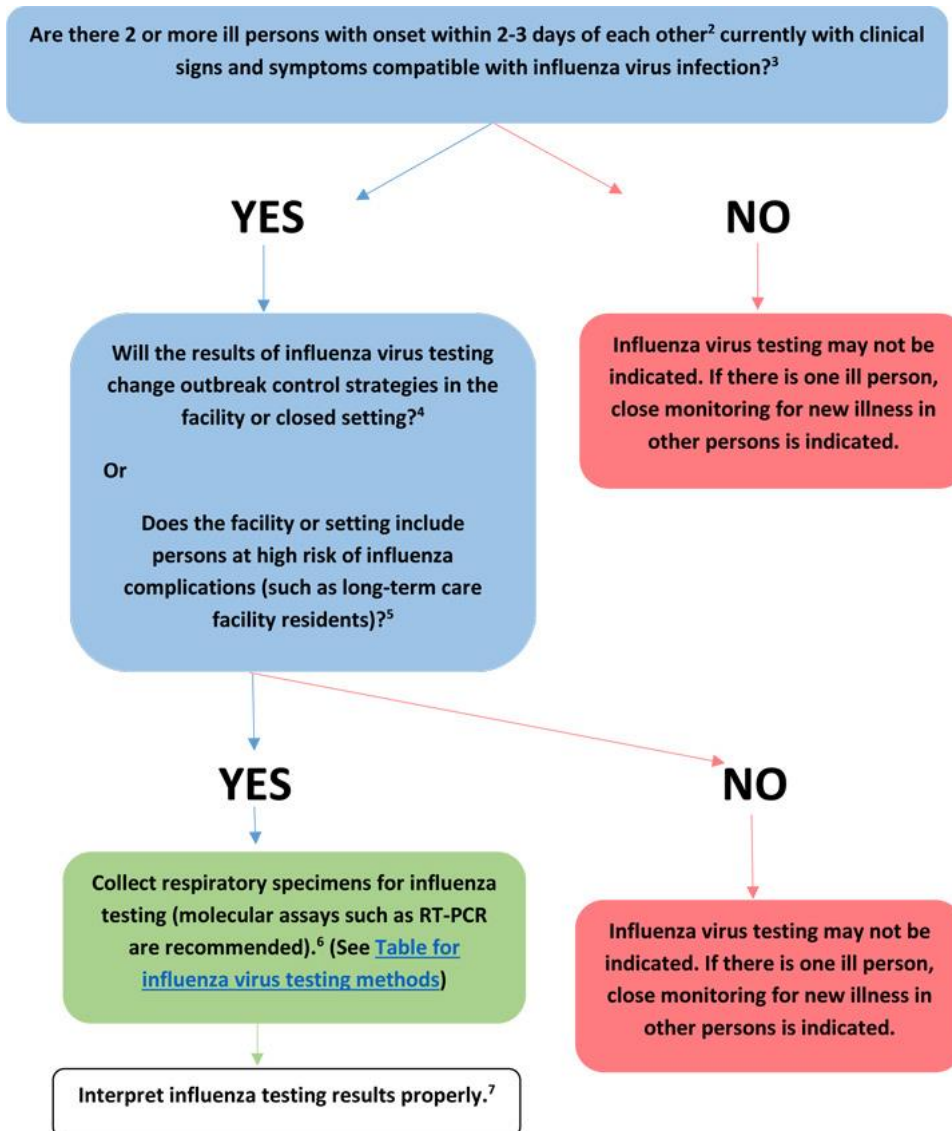 Are there 2 or more ill persons with onset within 2-3 days of each other² currently with clinical
signs and symptoms compatible with influenza virus infection?³
YES
NO
Will the results of influenza virus testing
change outbreak control strategies in the
facility or closed setting?⁴
Or
Does the facility or setting include
persons at high risk of influenza
complications (such as long-term care
facility residents)?⁵
Influenza virus testing may not be
indicated. If there is one ill person,
close monitoring for new illness in
other persons is indicated.
YES
NO
Collect respiratory specimens for influenza
testing (molecular assays such as RT-PCR
are recommended).⁶ (See Table for
influenza virus testing methods)
Influenza virus testing may not be
indicated. If there is one ill person,
close monitoring for new illness in
other persons is indicated.
Interpret influenza testing results properly.⁷